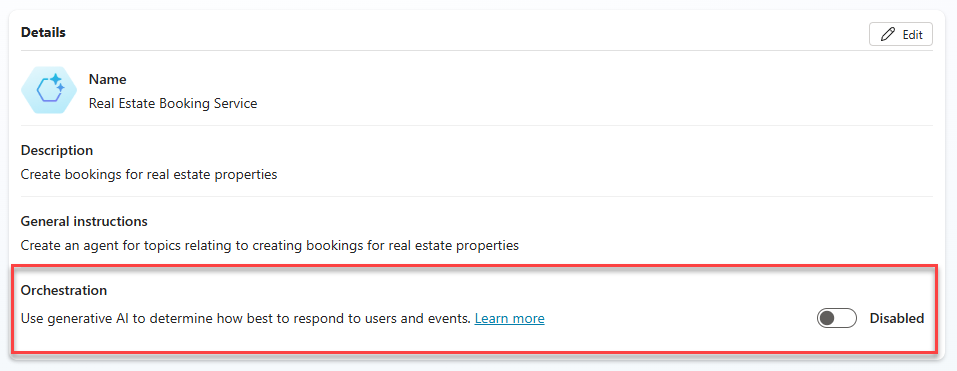 Details
Edit
Name
Real Estate Booking Service
Description
Create bookings for real estate properties
General instructions
Create an agent for topics relating to creating bookings for real estate properties
Orchestration
Use generative AI to determine how best to respond to users and events. Learn more
Disabled